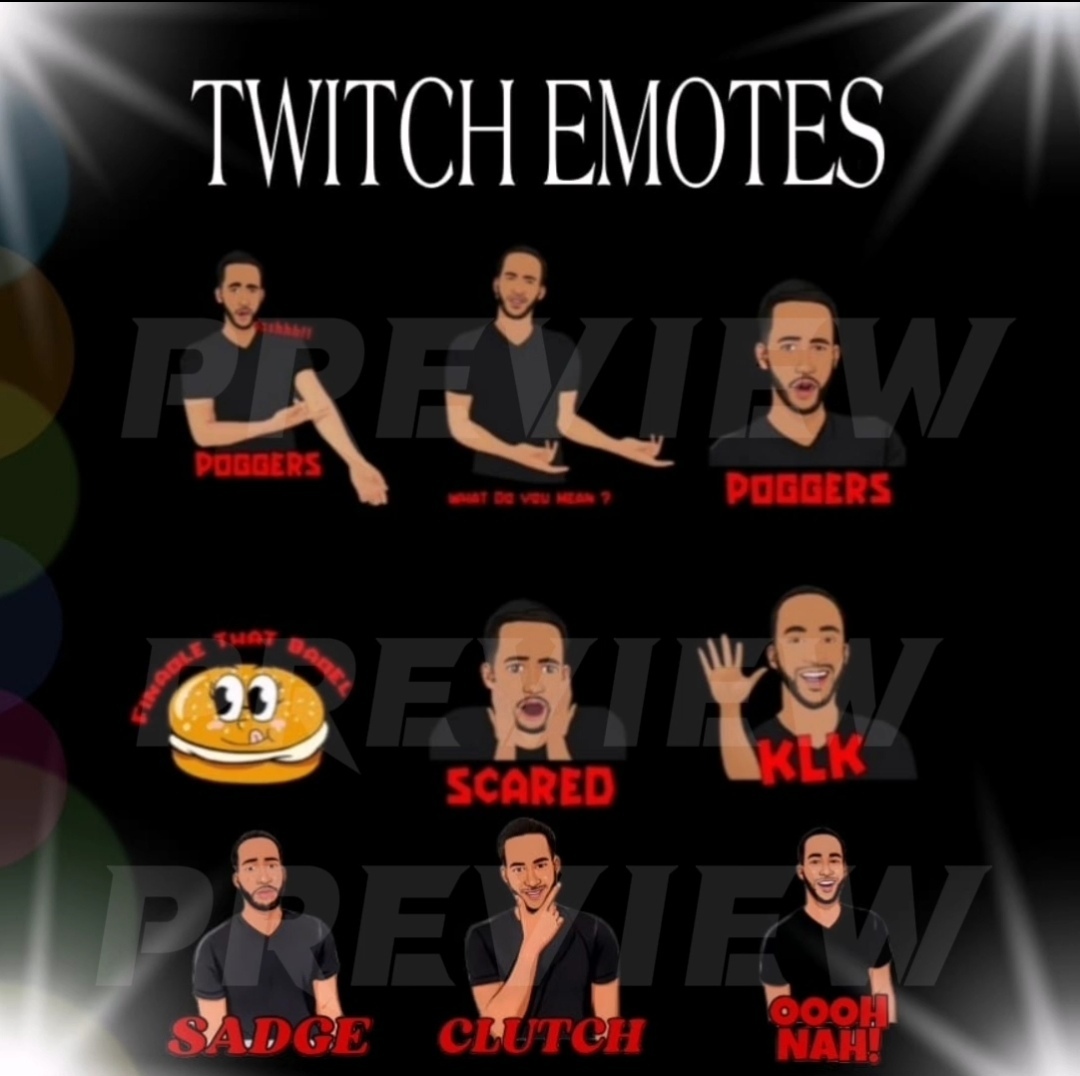 TWITCH EMOTES
PREVIEW
POGGERS
WHAT DO YOU MEAN ?
POGGERS
FINAGLE THAT BAGEL
PREVIEW
SCARED
KLK
PREVIEW
SADGE
CLUTCH
OOOH
NAH!